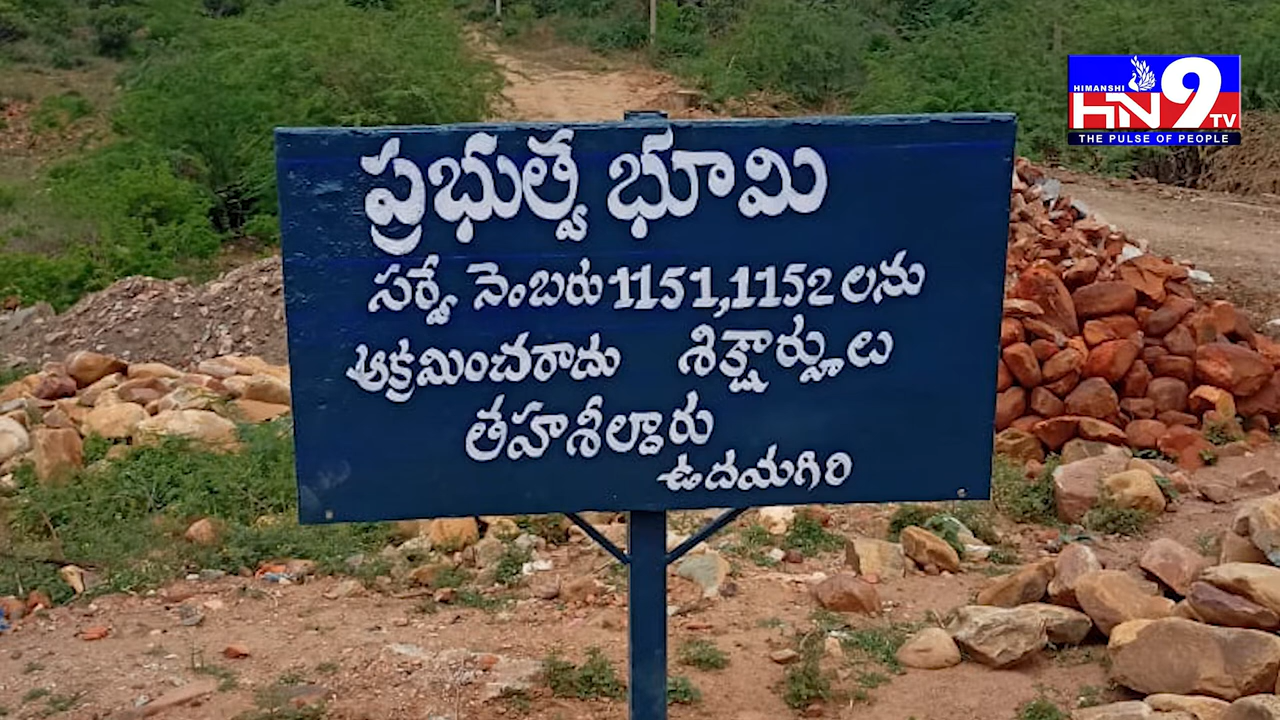 HIMANSHI
HN9 TV
THE PULSE OF PEOPLE
ప్రభుత్వ భూమి
సర్వే నెంబరు 1151,1152 లను
ఆక్రమించరాదు శిక్షార్హులు
తహశీల్దారు
ఉదయగిరి